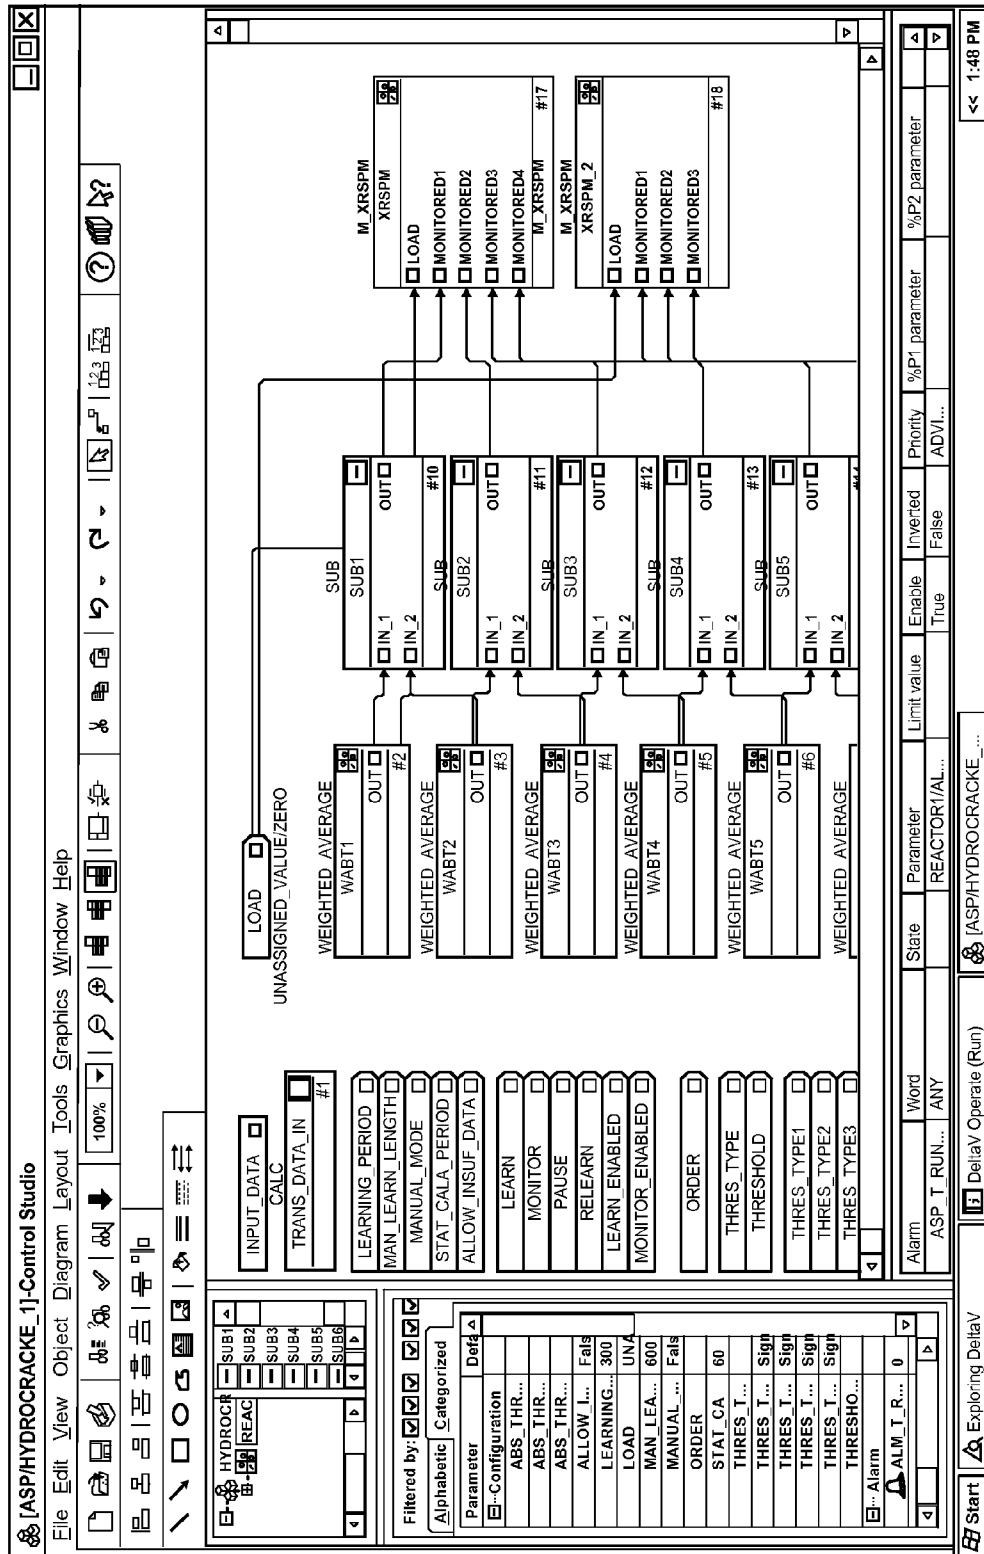 [ASP/HYDROCRACKE_1]-Control Studio
File Edit View Object Diagram Layout Tools Graphics Window Help
100%
1 2 3
1 2 3
HYDROCR
REAC
SUB1
SUB2
SUB3
SUB4
SUB5
SUB6
Filtered by:
Alphabetic Categorized
Parameter Defa
Configuration
ABS_THR...
ABS_THR...
ABS_THR...
ALLOW_I... Fals
LEARNING... 300
LOAD UNA
MAN_LEA... 600
MANUAL_... Fals
ORDER
STAT_CA 60
THRES_T...
THRES_T... Sign
THRES_T... Sign
THRES_T... Sign
THRES_T... Sign
THRESHO...
Alarm
ALM_T_R... 0
INPUT_DATA
CALC
TRANS_DATA_IN
#1
LEARNING_PERIOD
MAN_LEARN_LENGTH
MANUAL_MODE
STAT_CALA_PERIOD
ALLOW_INSUF_DATA
LEARN
MONITOR
PAUSE
RELEARN
LEARN_ENABLED
MONITOR_ENABLED
ORDER
THRES_TYPE
THRESHOLD
THRES_TYPE1
THRES_TYPE2
THRES_TYPE3
LOAD
UNASSIGNED_VALUE/ZERO
WEIGHTED_AVERAGE
WABT1
OUT
#2
WEIGHTED_AVERAGE
WABT2
OUT
#3
WEIGHTED_AVERAGE
WABT3
OUT
#4
WEIGHTED_AVERAGE
WABT4
OUT
#5
WEIGHTED_AVERAGE
WABT5
OUT
#6
WEIGHTED_AVERAGE
SUB
SUB1
IN_1 OUT
IN_2
#10
SUB
SUB2
IN_1 OUT
IN_2
#11
SUB
SUB3
IN_1 OUT
IN_2
#12
SUB
SUB4
IN_1 OUT
IN_2
#13
SUB5
IN_1 OUT
IN_2
M_XRSPM
XRSPM
LOAD
MONITORED1
MONITORED2
MONITORED3
MONITORED4
M_XRSPM #17
M_XRSPM
XRSPM_2
LOAD
MONITORED1
MONITORED2
MONITORED3
#18
Alarm Word State Parameter Limit value Enable Inverted Priority %P1 parameter %P2 parameter
ASP_T_RUN... ANY REACTOR1/AL... True False ADVI...
Start Exploring DeltaV DeltaV Operate (Run) [ASP/HYDROCRACKE_... << 1:48 PM